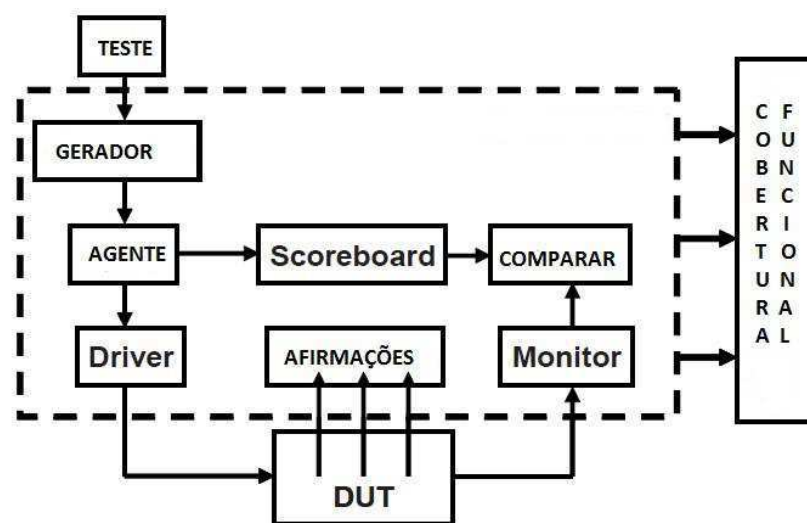 TESTE
GERADOR
AGENTE
Scoreboard
COMPARAR
Driver
AFIRMAÇÕES
Monitor
DUT
COBERTURA
FUNCIONAL